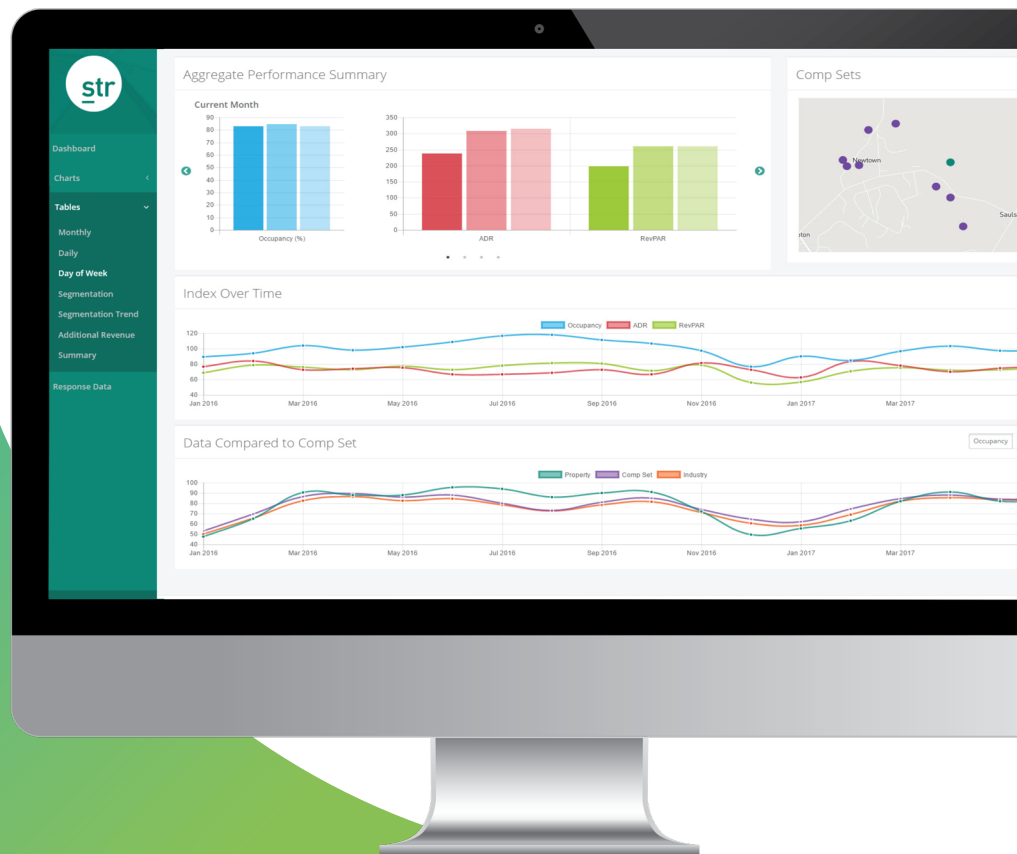 str
Dashboard
Charts
Tables
Monthly
Daily
Day of Week
Segmentation
Segmentation Trend
Additional Revenue
Summary
Response Data
Aggregate Performance Summary
Current Month
90
80
70
60
50
40
30
20
10
0
Occupancy (%)
350
300
250
200
150
100
50
0
ADR
RevPAR
Comp Sets
Newtown
Sauls
ton
Index Over Time
Occupancy ADR RevPAR
120
100
80
60
40
Jan 2016 Mar 2016 May 2016 Jul 2016 Sep 2016 Nov 2016 Jan 2017 Mar 2017
Data Compared to Comp Set
Occupancy
Property Comp Set Industry
100
90
80
70
60
50
40
Jan 2016 Mar 2016 May 2016 Jul 2016 Sep 2016 Nov 2016 Jan 2017 Mar 2017